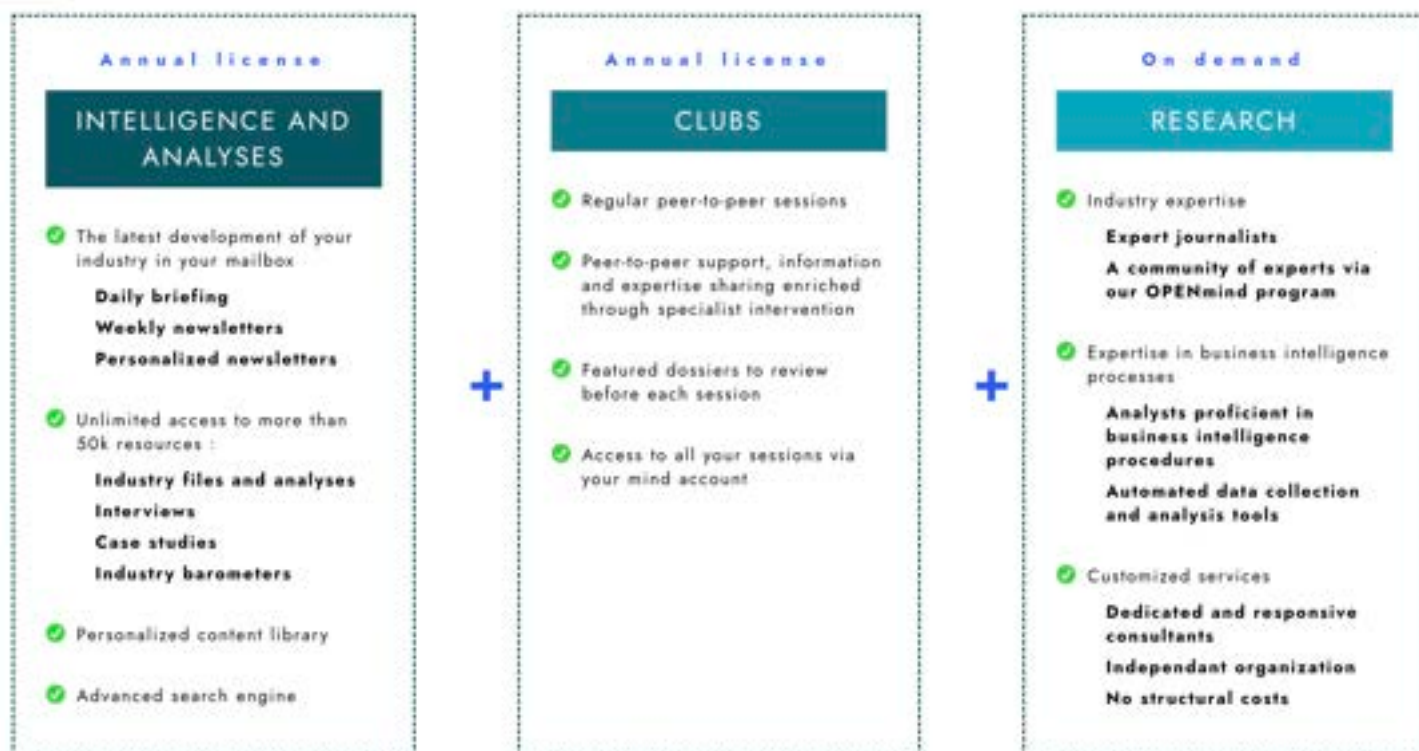 Annual license
INTELLIGENCE AND
ANALYSES
The latest development of your
industry in your mailbox
Daily briefing
Weekly newsletters
Personalized newsletters
Unlimited access to more than
50k resources :
Industry files and analyses
Interviews
Case studies
Industry barometers
Personalized content library
Advanced search engine
+
Annual license
CLUBS
Regular peer-to-peer sessions
Peer-to-peer support, information
and expertise sharing enriched
through specialist intervention
Featured dossiers to review
before each session
Access to all your sessions via
your mind account
+
On demand
RESEARCH
Industry expertise
Expert journalists
A community of experts via
our OPENmind program
Expertise in business intelligence
processes
Analysts proficient in
business intelligence
procedures
Automated data collection
and analysis tools
Customized services
Dedicated and responsive
consultants
Independant organization
No structural costs